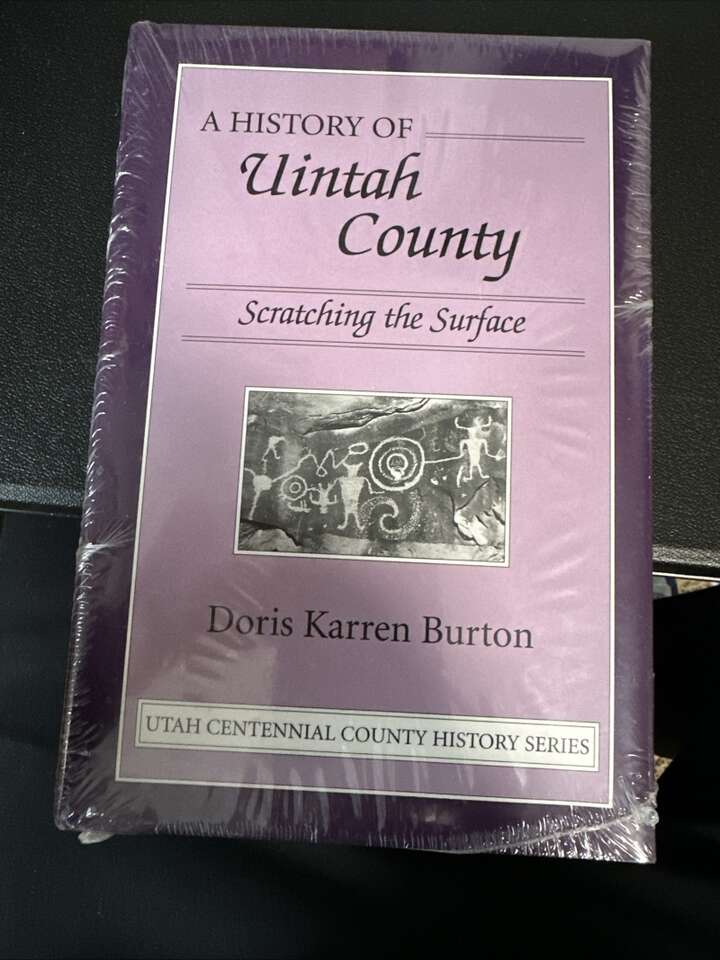 A HISTORY OF
Uintah
County
Scratching the Surface
Doris Karren Burton
UTAH CENTENNIAL COUNTY HISTORY SERIES